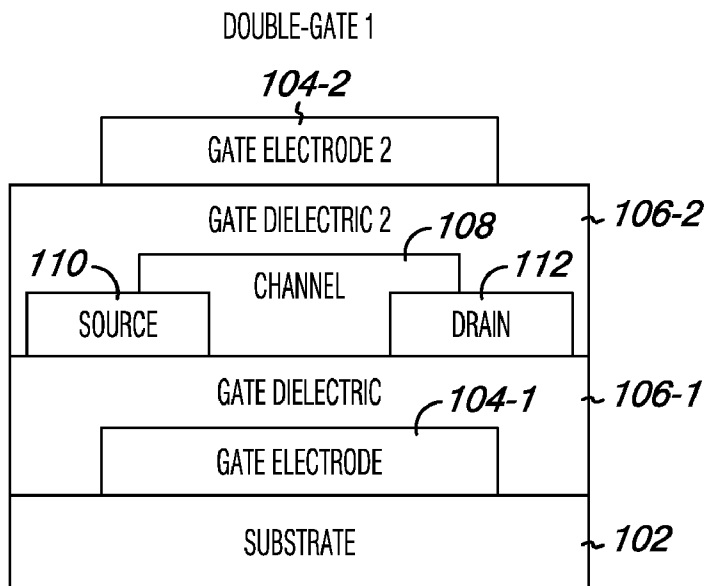 DOUBLE-GATE 1
104-2
GATE ELECTRODE 2
GATE DIELECTRIC 2
106-2
108
110
112
CHANNEL
SOURCE
DRAIN
GATE DIELECTRIC
106-1
104-1
GATE ELECTRODE
SUBSTRATE
102